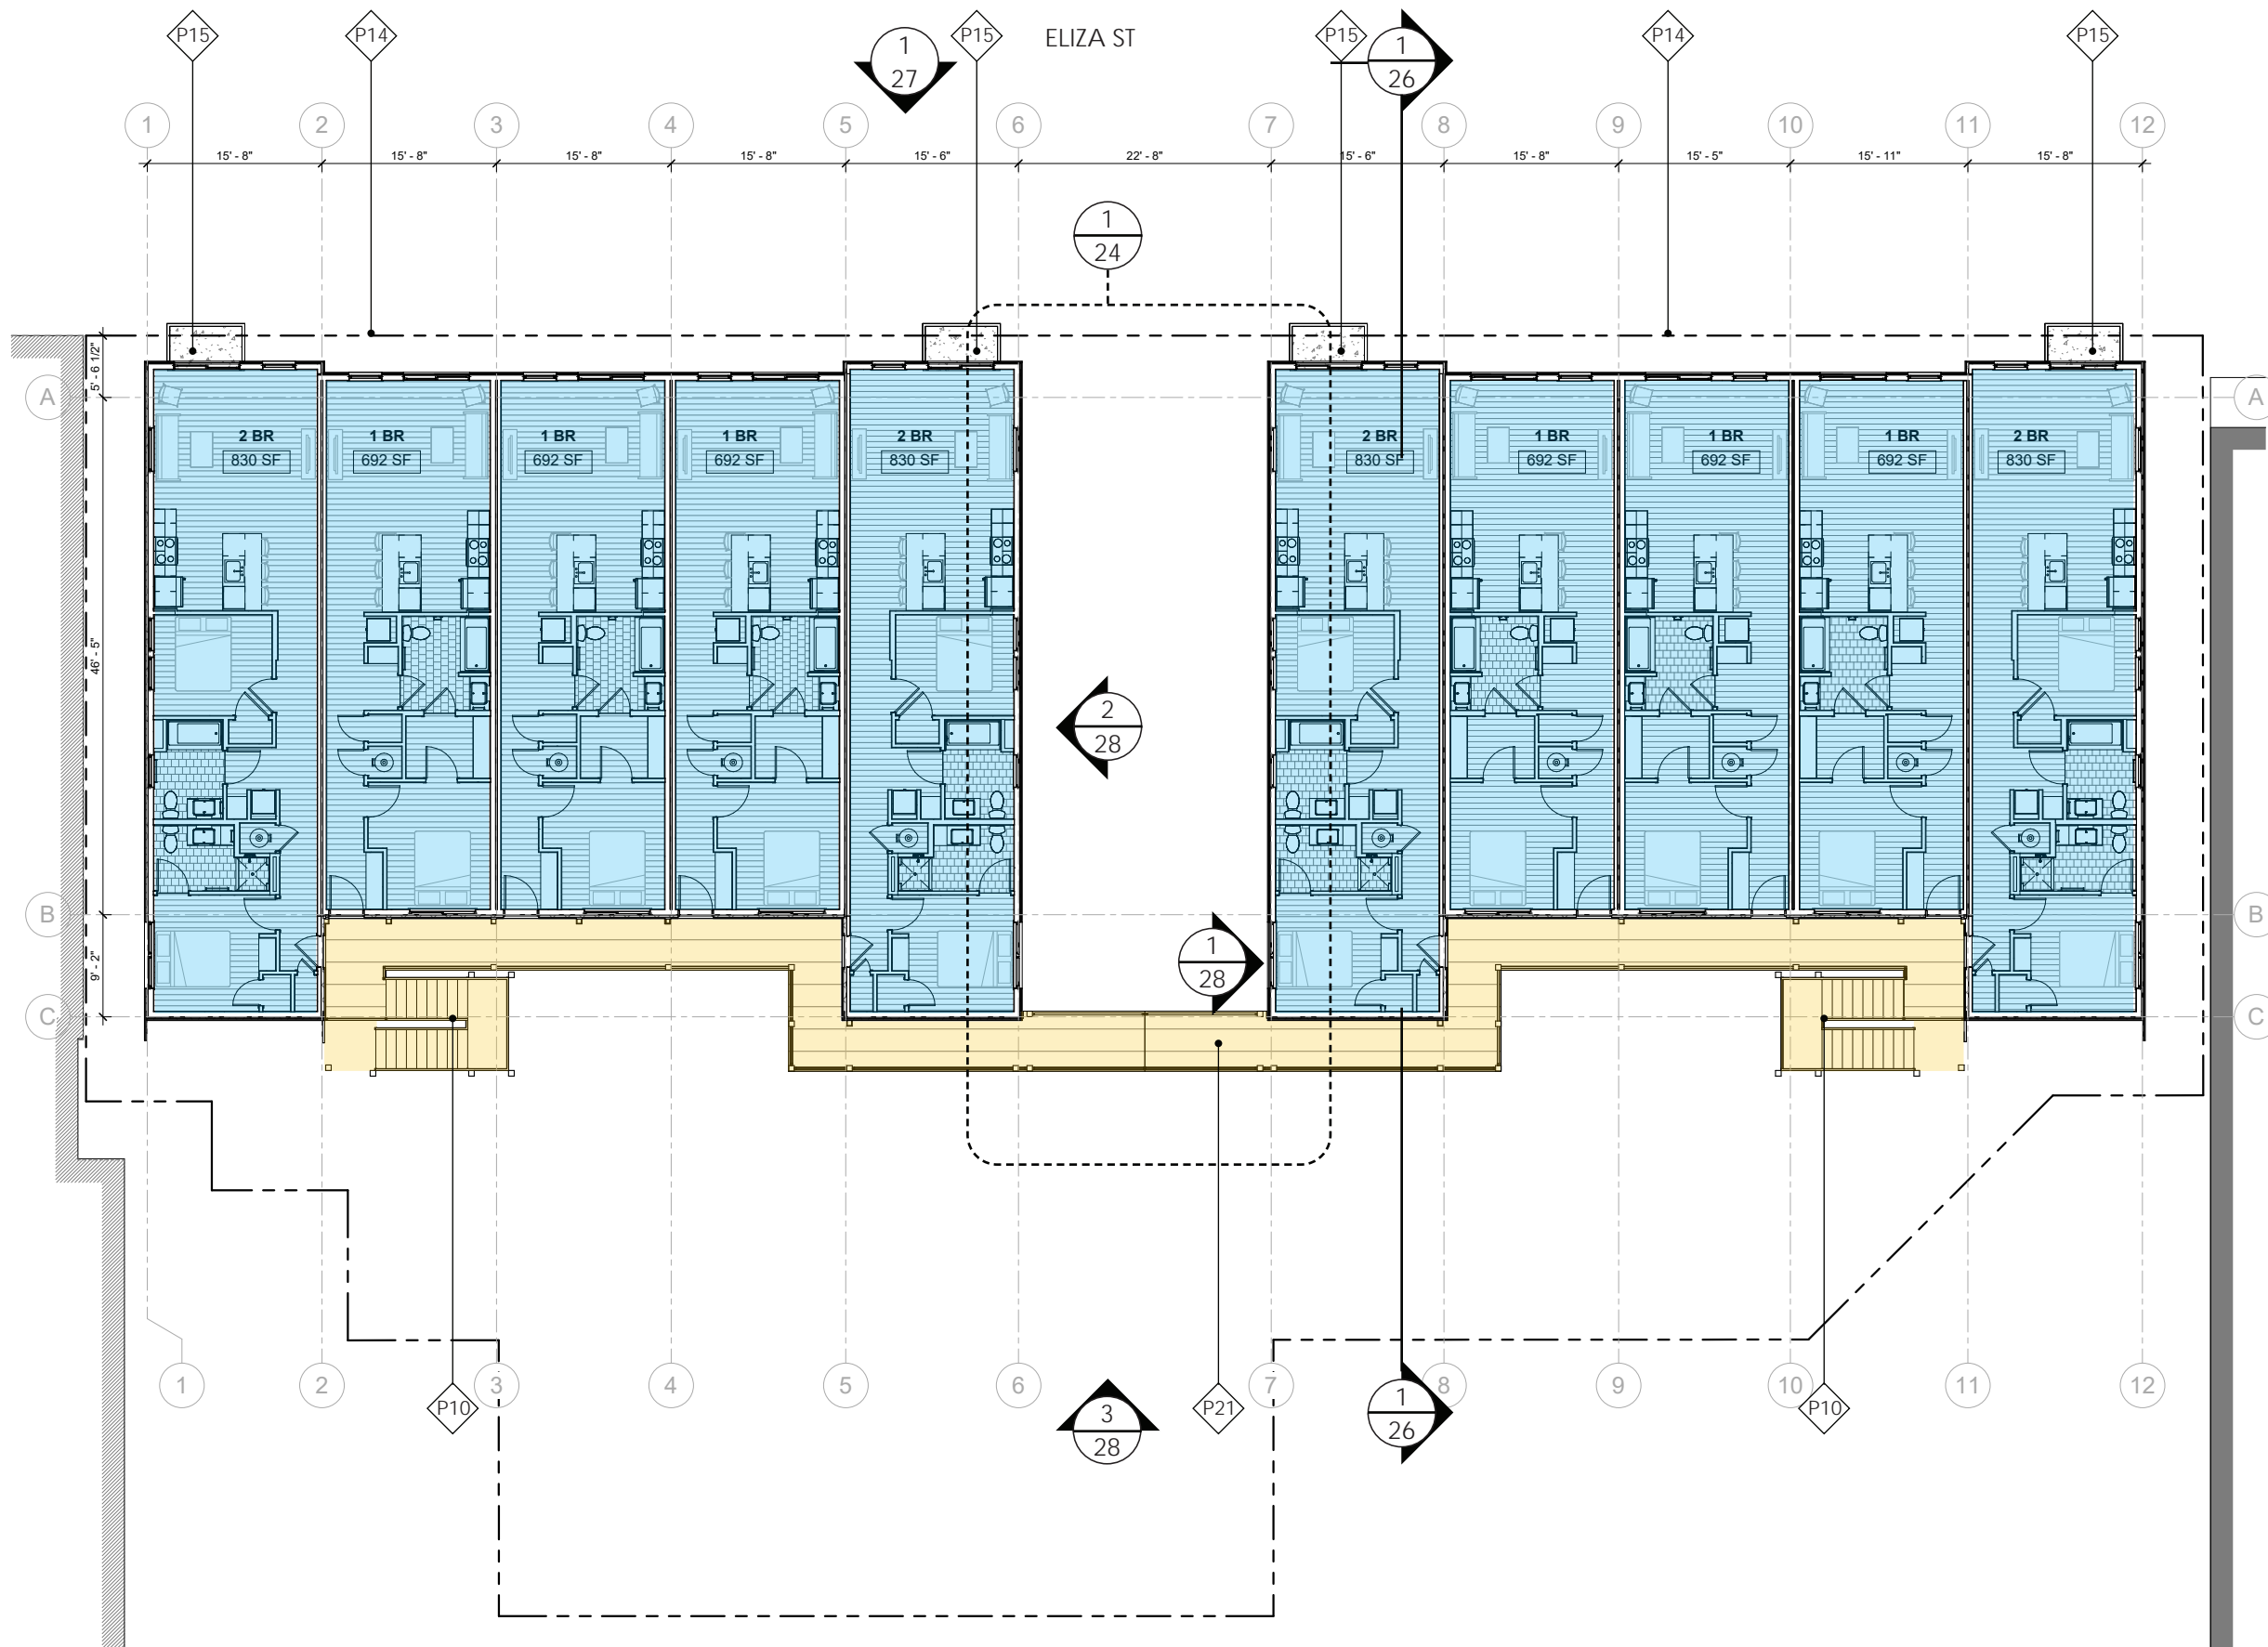 P15
P14
1
27
P15
ELIZA ST
P15
1
26
P14
P15
1
2
3
4
5
6
7
8
9
10
11
12
15' - 8"
15' - 8"
15' - 8"
15' - 8"
15' - 6"
22' - 8"
15' - 6"
15' - 8"
15' - 5"
15' - 11"
15' - 8"
1
24
5' - 6 1/2"
A
A
2 BR
830 SF
1 BR
692 SF
1 BR
692 SF
1 BR
692 SF
2 BR
830 SF
2 BR
830 SF
1 BR
692 SF
1 BR
692 SF
1 BR
692 SF
2 BR
830 SF
46' - 5"
2
28
B
B
9' - 2"
1
28
C
C
1
2
3
4
5
6
7
8
9
10
11
12
P10
3
28
P21
1
26
P10